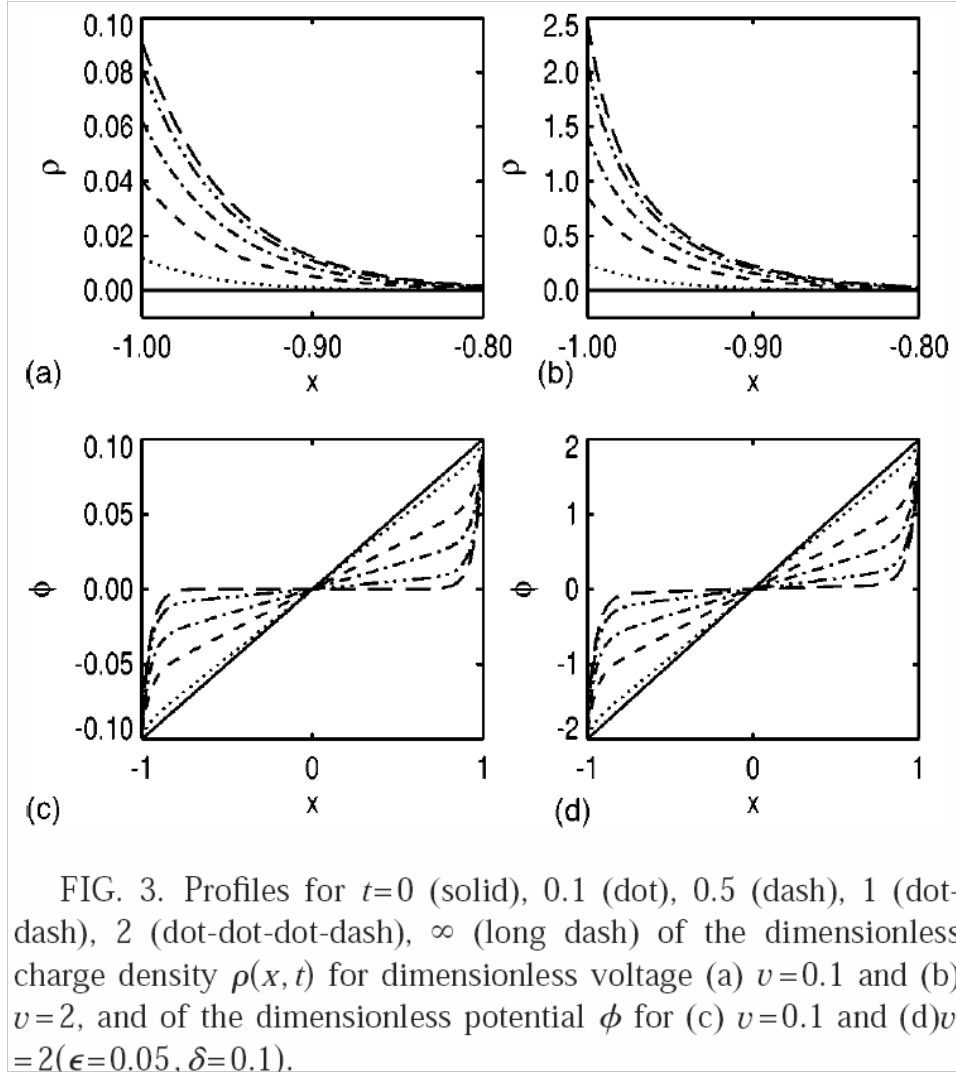 0.10
0.08
0.06
0.04
0.02
0.00
ρ
-1.00 -0.90 -0.80
(a) x
2.5
2.0
1.5
1.0
0.5
0.0
ρ
-1.00 -0.90 -0.80
(b) x
0.10
0.05
0.00
-0.05
-0.10
ϕ
-1 0 1
(c) x
2
1
0
-1
-2
ϕ
-1 0 1
(d) x
FIG. 3. Profiles for t=0 (solid), 0.1 (dot), 0.5 (dash), 1 (dot-
dash), 2 (dot-dot-dot-dash), ∞ (long dash) of the dimensionless
charge density ρ(x,t) for dimensionless voltage (a) v=0.1 and (b)
v=2, and of the dimensionless potential ϕ for (c) v=0.1 and (d)v
=2(ϵ=0.05, δ=0.1).